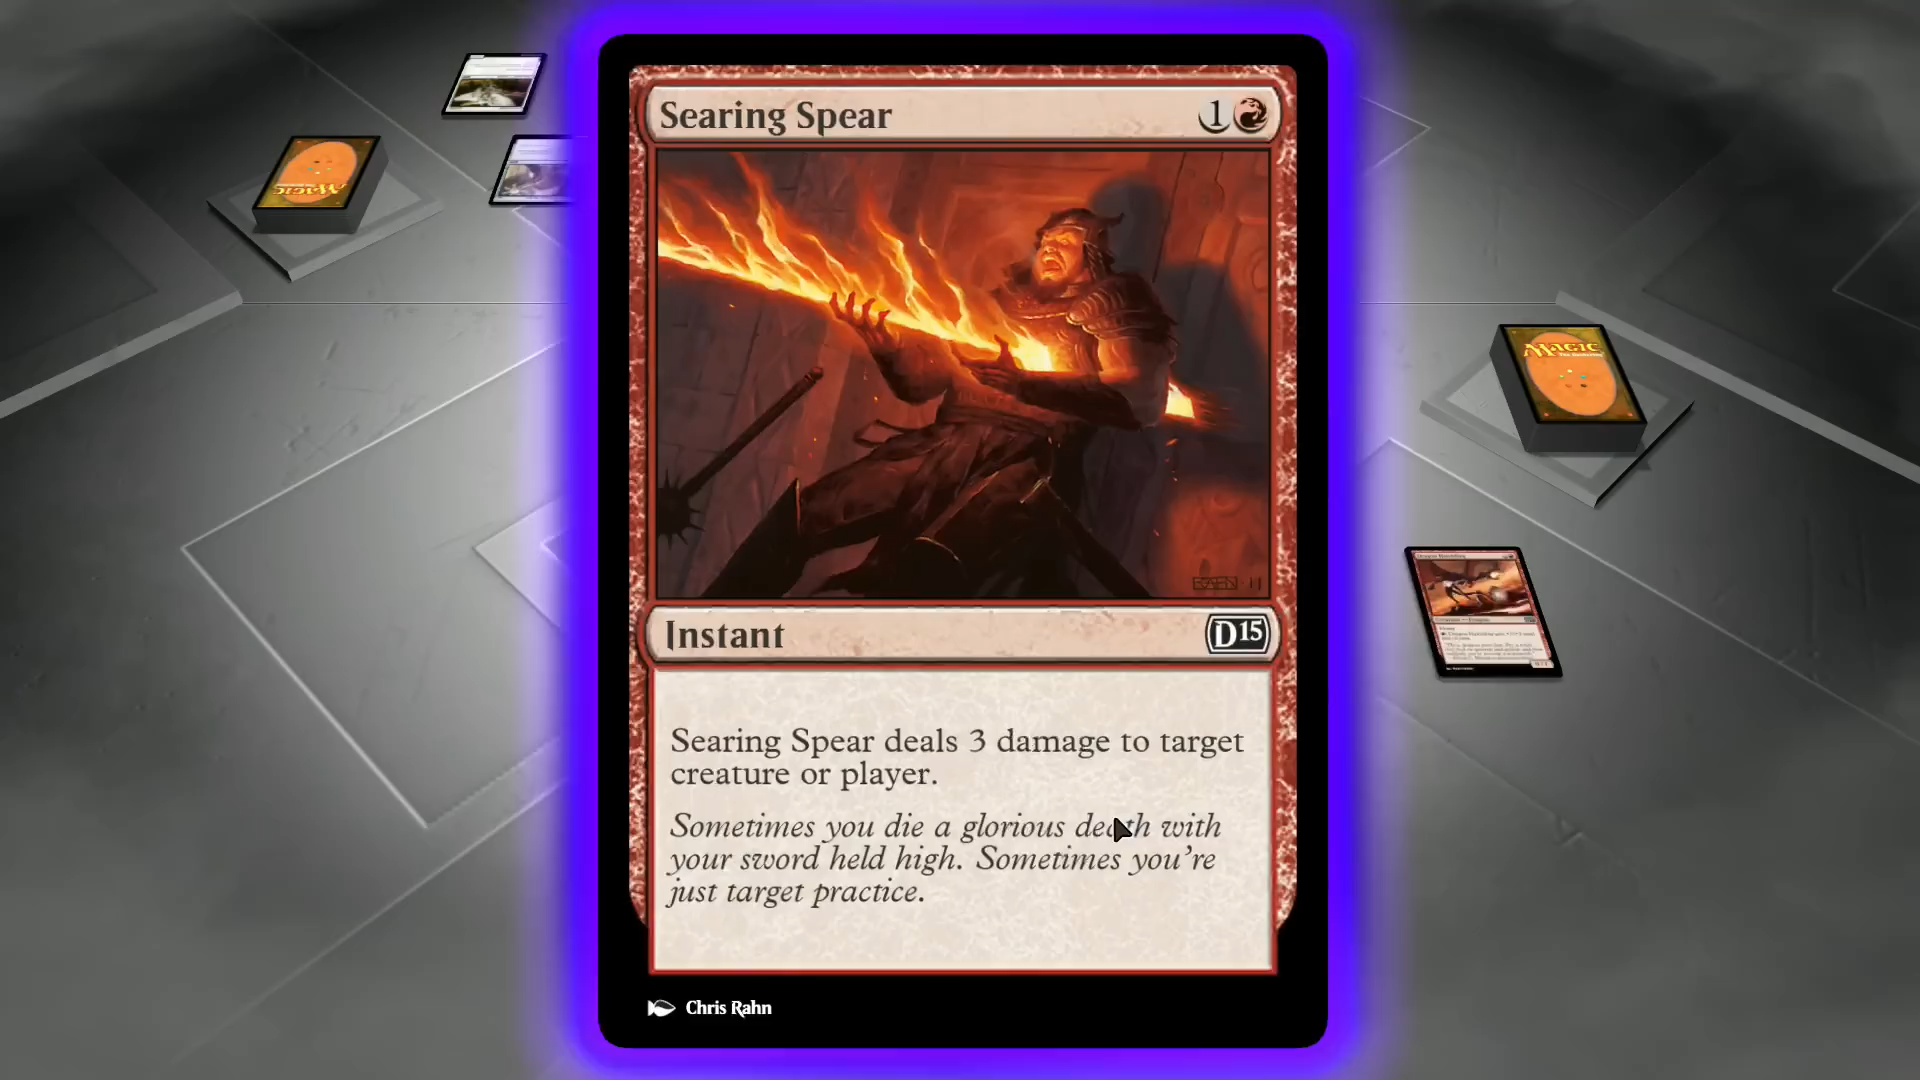 Searing Spear
1
Instant
D15
Searing Spear deals 3 damage to target
creature or player.
Sometimes you die a glorious death with
your sword held high. Sometimes you're
just target practice.
Chris Rahn
MAGIC
MAGIC